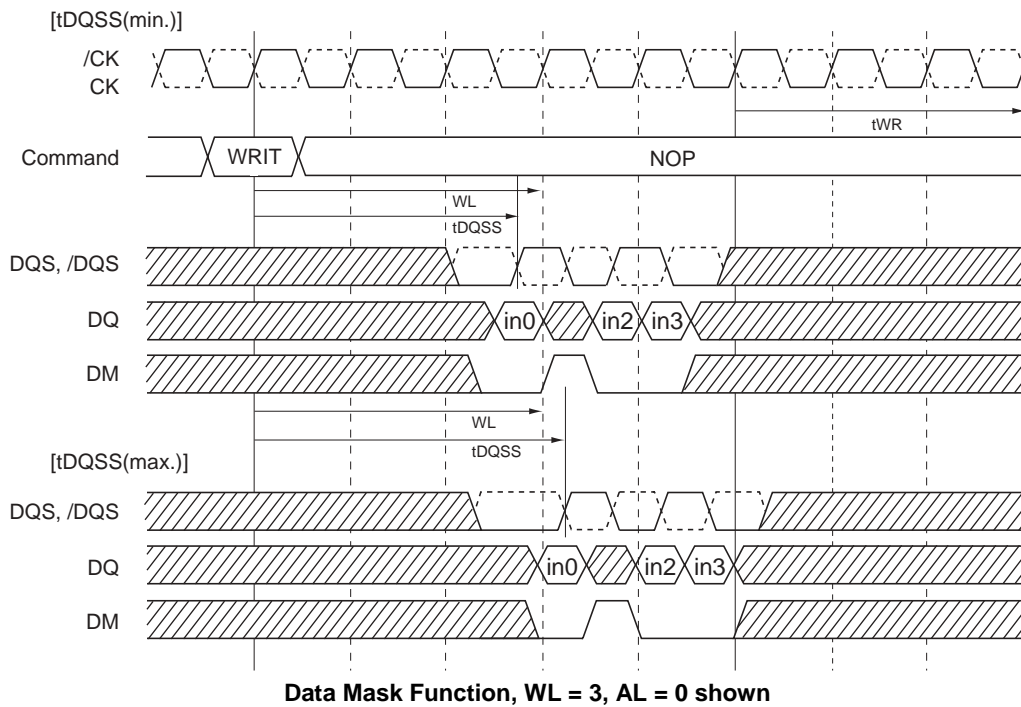 [tDQSS(min.)]
/CK
CK
tWR
Command
WRIT
NOP
WL
tDQSS
DQS, /DQS
DQ
in0
in2
in3
DM
WL
tDQSS
[tDQSS(max.)]
DQS, /DQS
DQ
in0
in2
in3
DM
Data Mask Function, WL = 3, AL = 0 shown